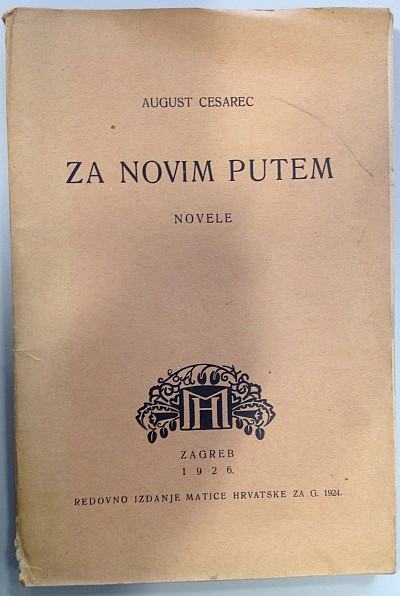 AUGUST CESAREC
ZA NOVIM PUTEM
NOVELE
MH
ZAGREB
1926.
REDOVNO IZDANJE MATICE HRVATSKE ZA G. 1924.